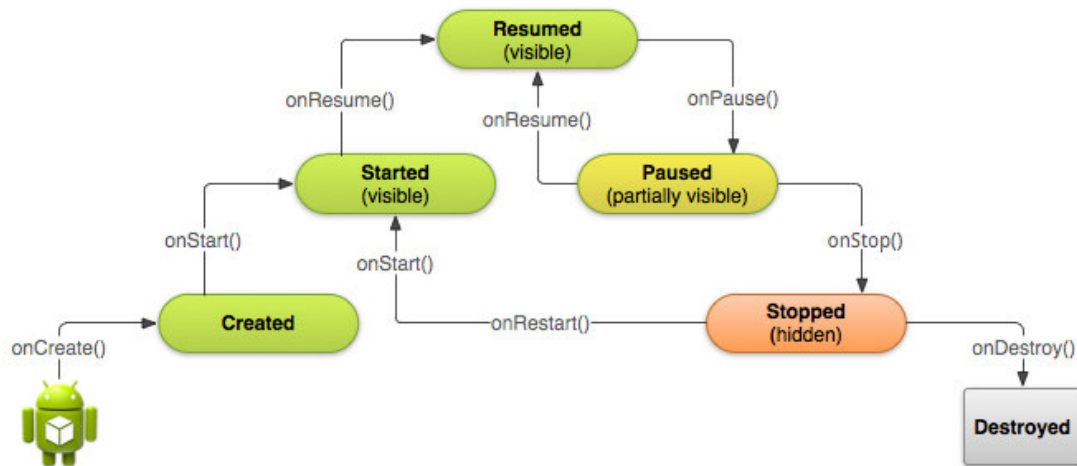 Resumed
(visible)
onResume()
onPause()
onResume()
Started
(visible)
Paused
(partially visible)
onStart()
onStart()
onStop()
Created
onRestart()
Stopped
(hidden)
onCreate()
onDestroy()
Destroyed